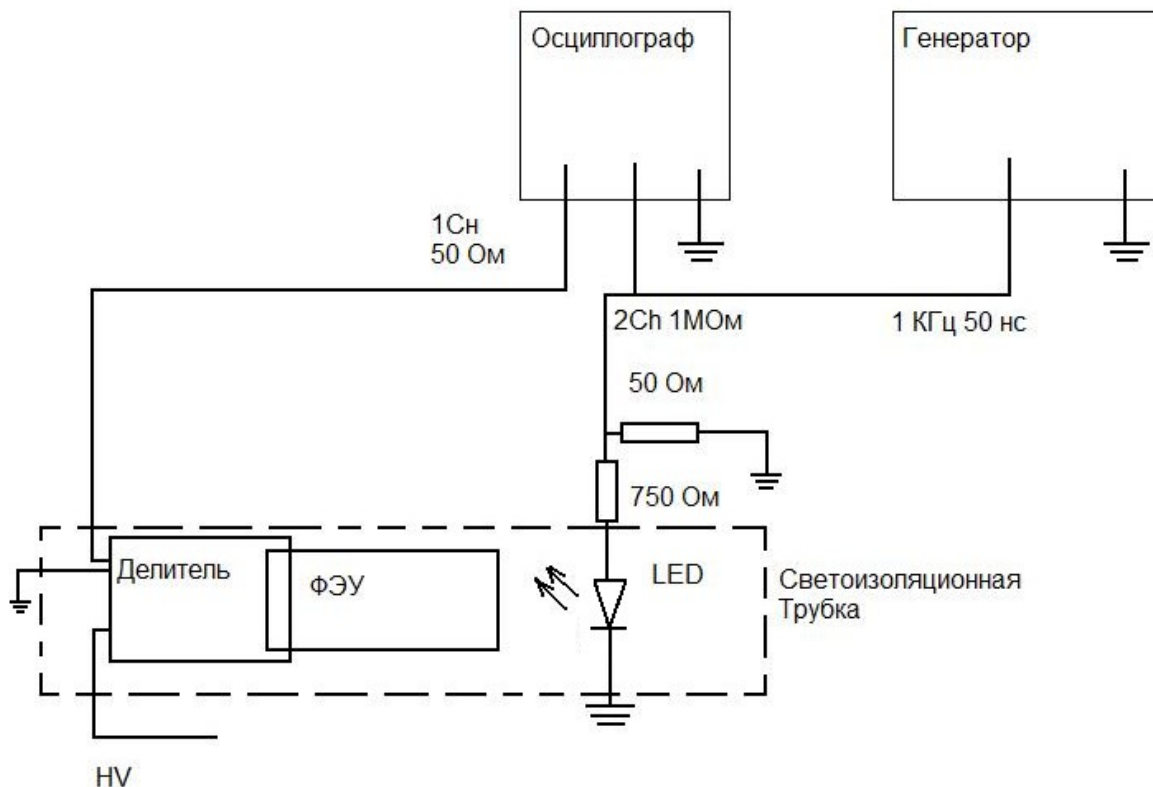 Осциллограф
Генератор
1Сн
50 Ом
2Ch 1МОм
1 КГц 50 нс
50 Ом
750 Ом
Делитель
ФЭУ
LED
Светоизоляционная
Трубка
HV